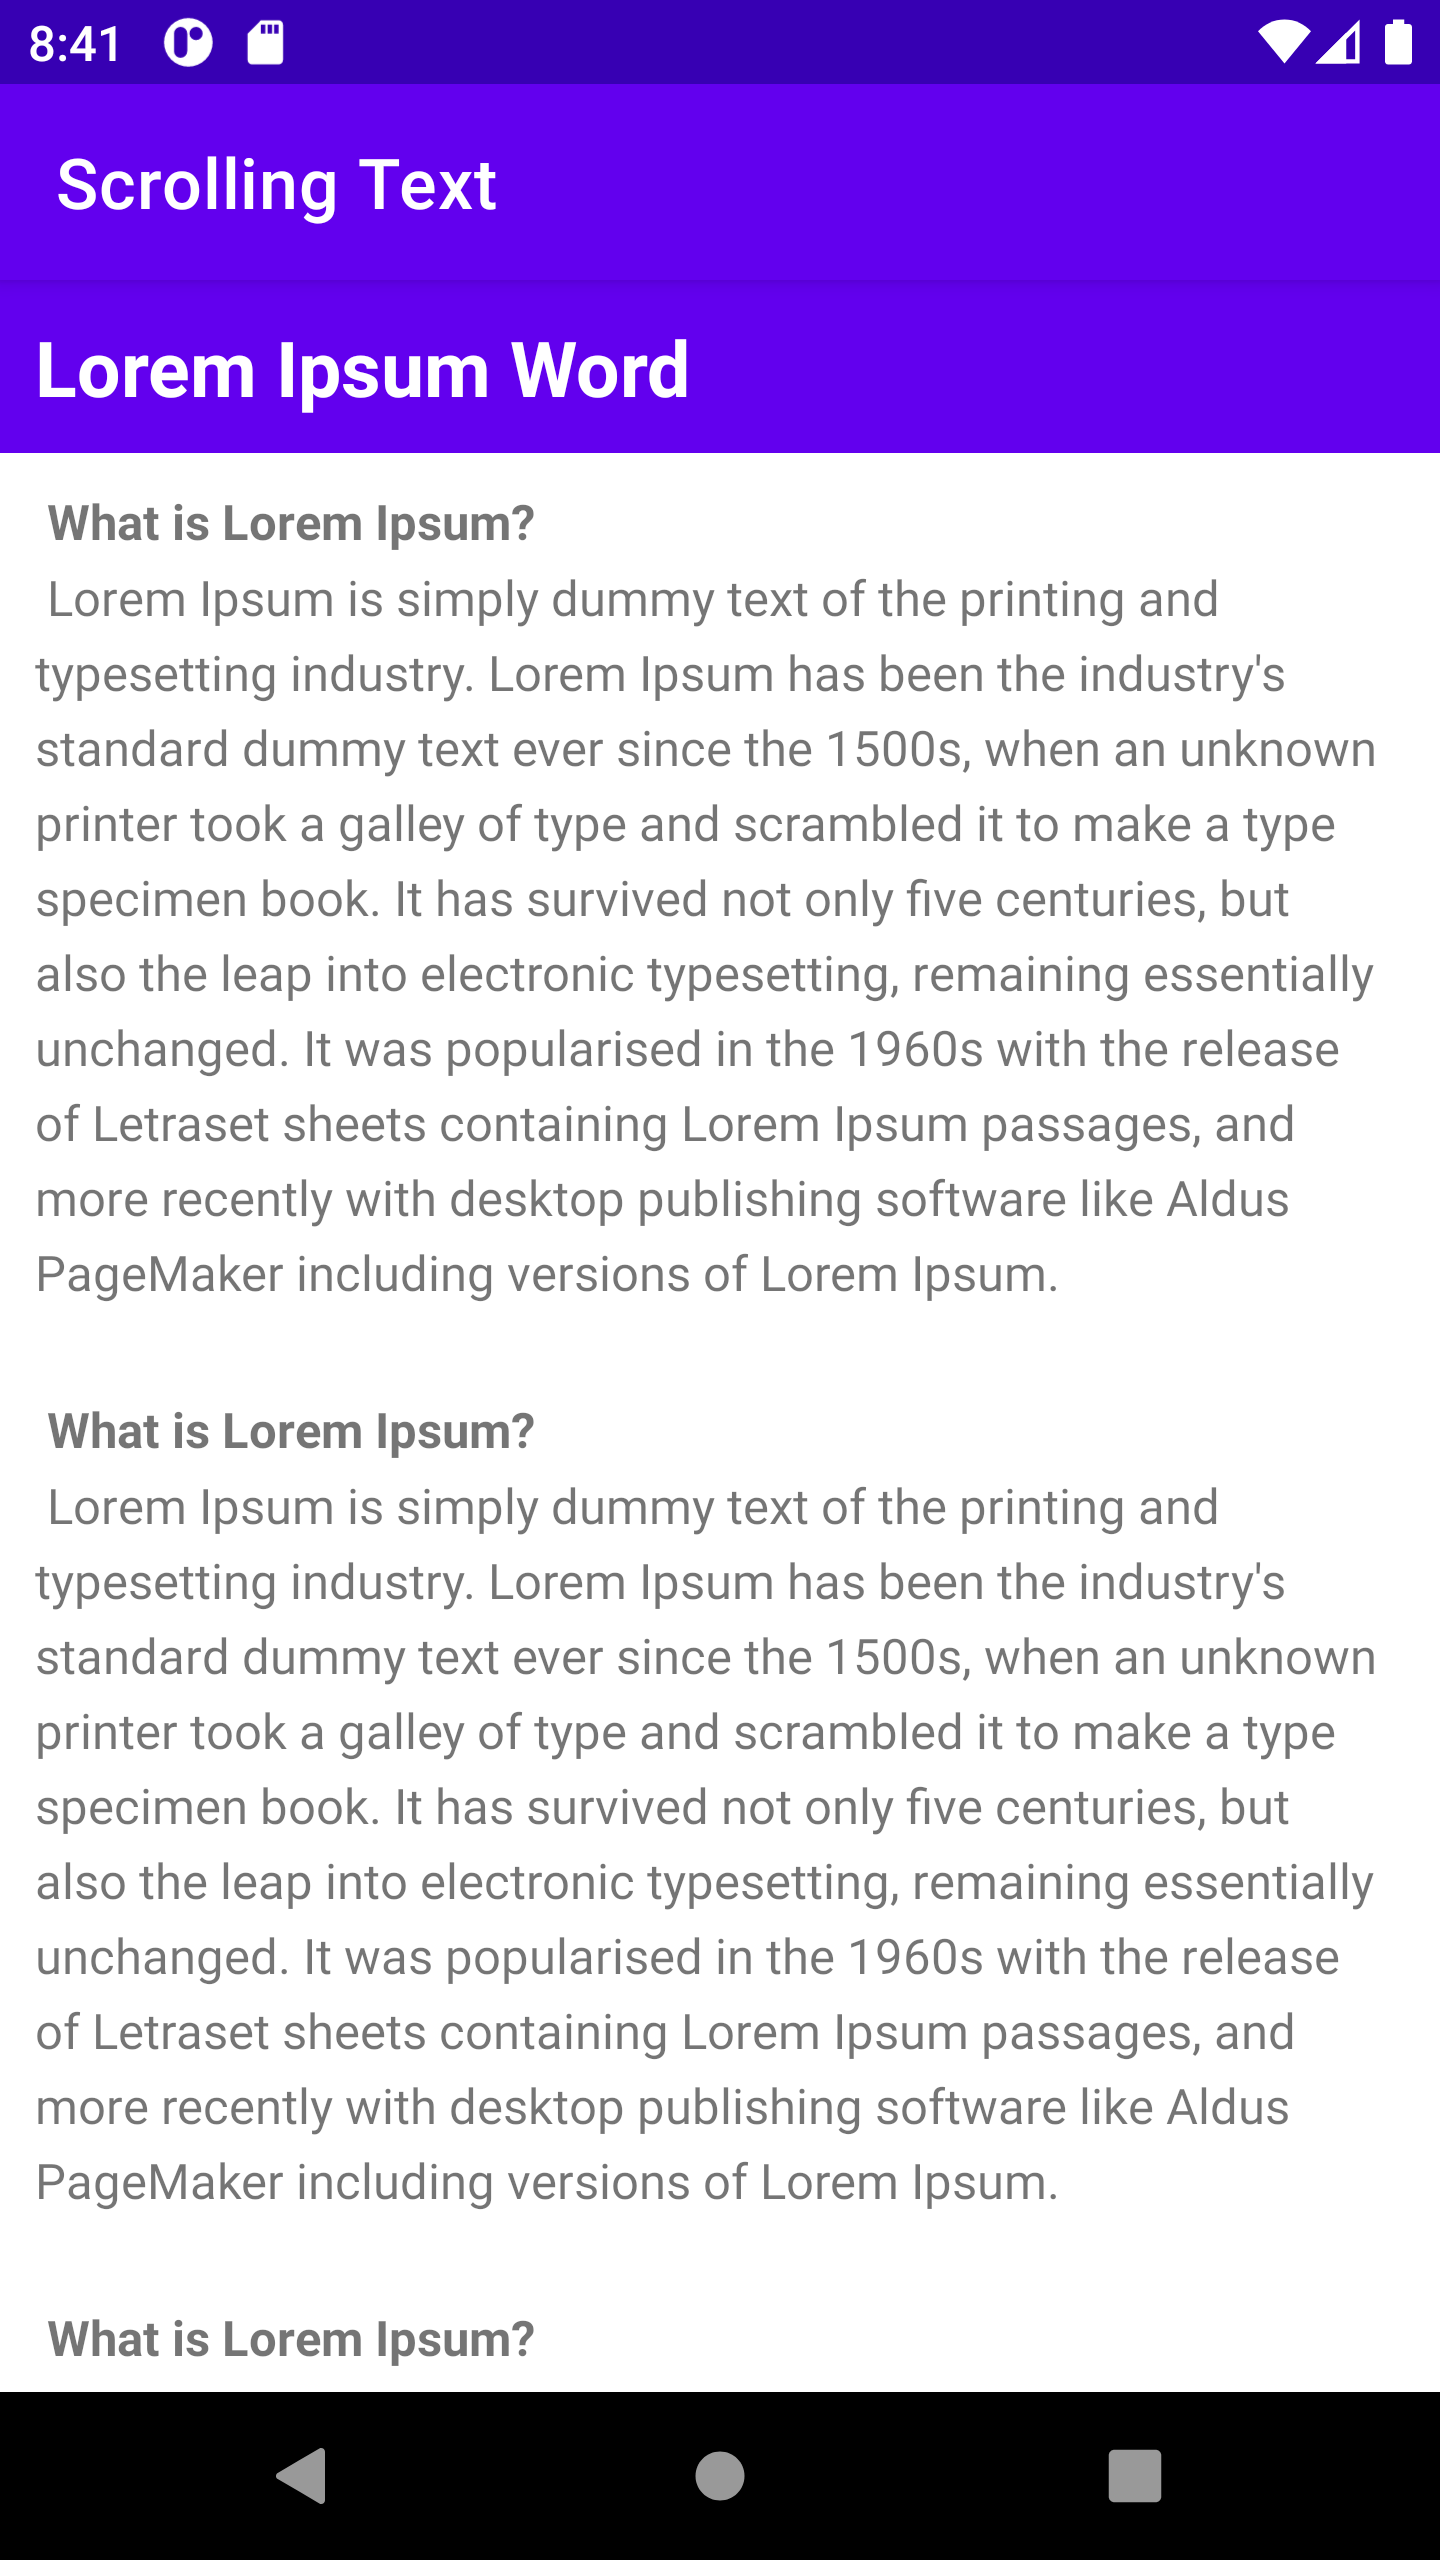 8:41
Scrolling Text
Lorem Ipsum Word
What is Lorem Ipsum?
Lorem Ipsum is simply dummy text of the printing and
typesetting industry. Lorem Ipsum has been the industry's
standard dummy text ever since the 1500s, when an unknown
printer took a galley of type and scrambled it to make a type
specimen book. It has survived not only five centuries, but
also the leap into electronic typesetting, remaining essentially
unchanged. It was popularised in the 1960s with the release
of Letraset sheets containing Lorem Ipsum passages, and
more recently with desktop publishing software like Aldus
PageMaker including versions of Lorem Ipsum.
What is Lorem Ipsum?
Lorem Ipsum is simply dummy text of the printing and
typesetting industry. Lorem Ipsum has been the industry's
standard dummy text ever since the 1500s, when an unknown
printer took a galley of type and scrambled it to make a type
specimen book. It has survived not only five centuries, but
also the leap into electronic typesetting, remaining essentially
unchanged. It was popularised in the 1960s with the release
of Letraset sheets containing Lorem Ipsum passages, and
more recently with desktop publishing software like Aldus
PageMaker including versions of Lorem Ipsum.
What is Lorem Ipsum?